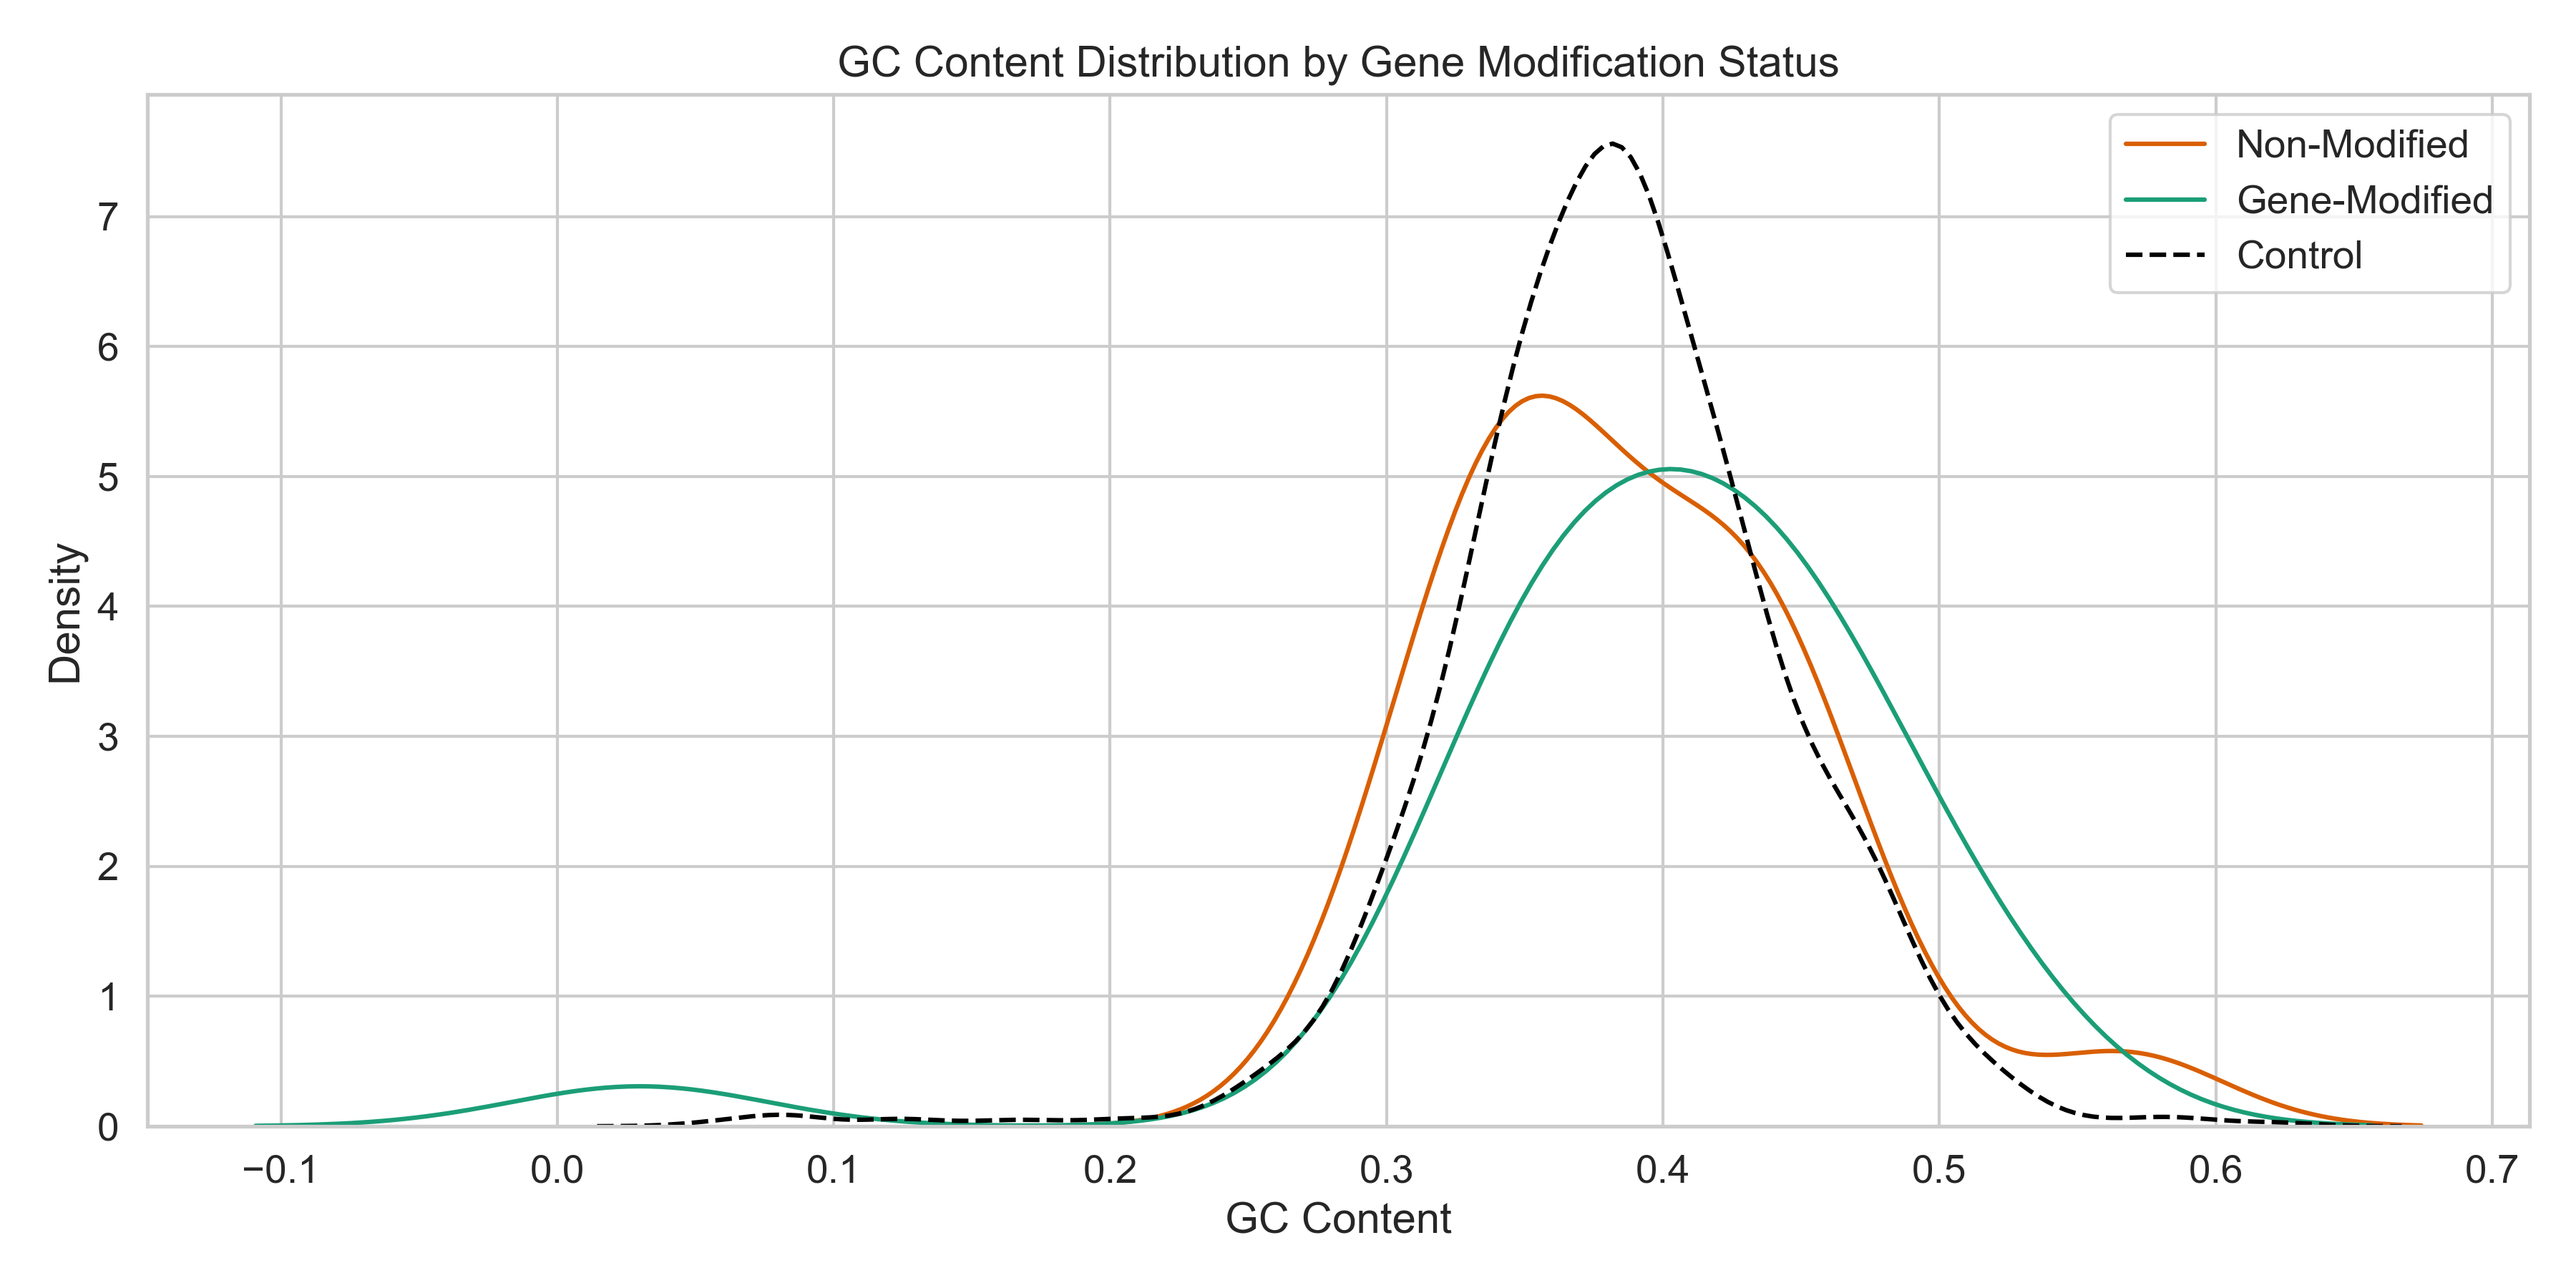 GC Content Distribution by Gene Modification Status
Non-Modified
Gene-Modified
Control
7
6
5
4
3
2
1
0
Density
−0.1 0.0 0.1 0.2 0.3 0.4 0.5 0.6 0.7
GC Content